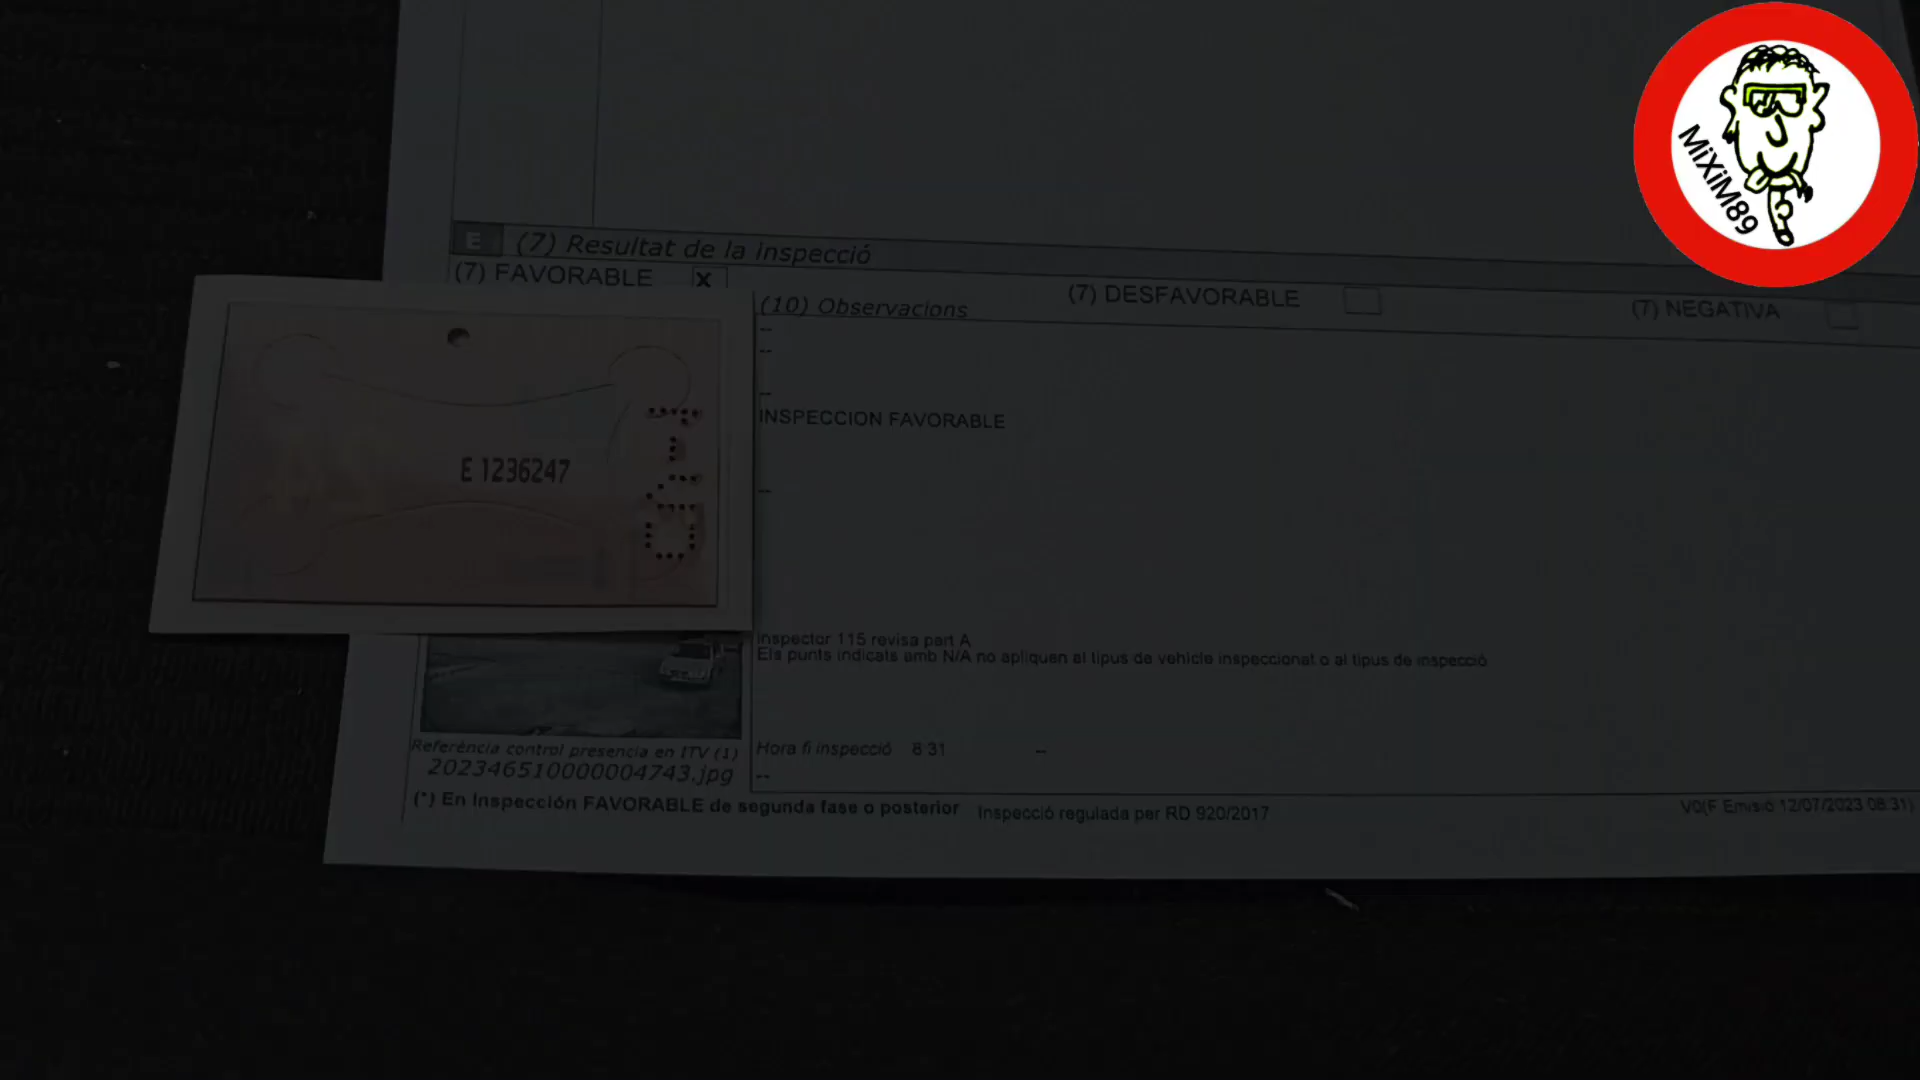 MiXiM89
E (7) Resultat de la inspecció
(7) FAVORABLE X (7) DESFAVORABLE (7) NEGATIVA
(10) Observacions
--
--
--
INSPECCION FAVORABLE
E 1236247
--
inspector 115 revisa part A
Els punts indicats amb N/A no apliquen al tipus de vehicle inspeccionat o al tipus de inspecció
Referència control presencia en ITV (1)
202346510000004743.jpg
Hora fi inspecció 8 31 --
--
(*) En Inspección FAVORABLE de segunda fase o posterior Inspecció regulada per RD 920/2017 V0(F Emisió 12/07/2023 08:31)